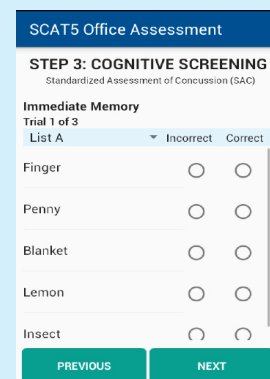 SCAT5 Office Assessment
STEP 3: COGNITIVE SCREENING
Standardized Assessment of Concussion (SAC)
Immediate Memory
Trial 1 of 3
List A Incorrect Correct
Finger
Penny
Blanket
Lemon
Insect
PREVIOUS NEXT